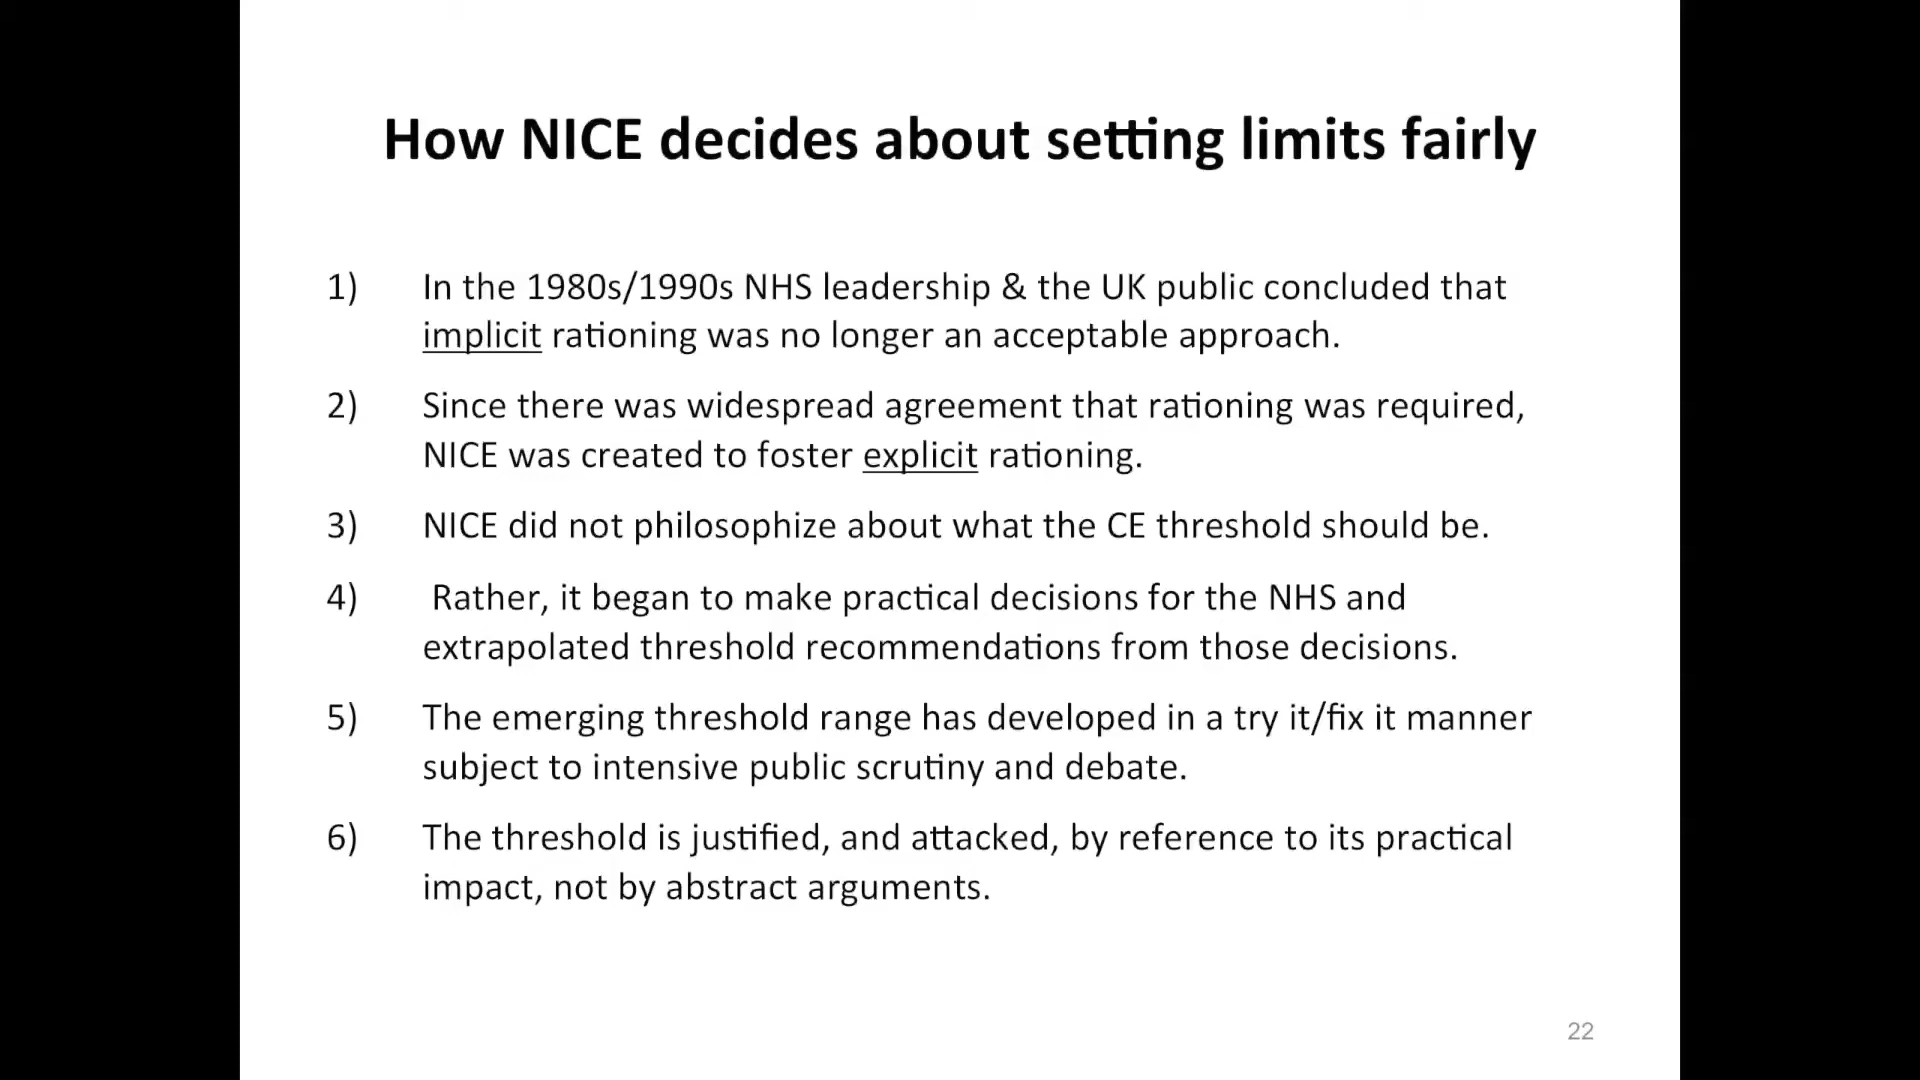 How NICE decides about setting limits fairly
1) In the 1980s/1990s NHS leadership & the UK public concluded that
implicit rationing was no longer an acceptable approach.
2) Since there was widespread agreement that rationing was required,
NICE was created to foster explicit rationing.
3) NICE did not philosophize about what the CE threshold should be.
4) Rather, it began to make practical decisions for the NHS and
extrapolated threshold recommendations from those decisions.
5) The emerging threshold range has developed in a try it/fix it manner
subject to intensive public scrutiny and debate.
6) The threshold is justified, and attacked, by reference to its practical
impact, not by abstract arguments.
22